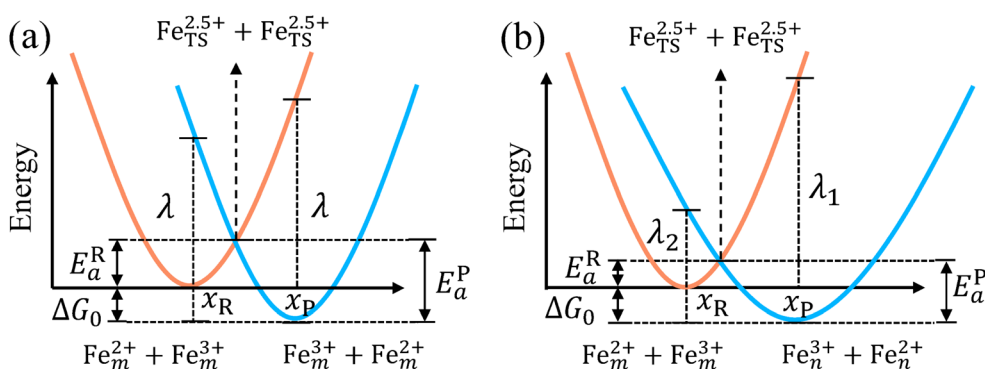 (a)
Fe_TS^2.5+ + Fe_TS^2.5+
Energy
λ
λ
E_a^R
E_a^P
x_R
x_P
ΔG_0
Fe_m^2+ + Fe_m^3+
Fe_m^3+ + Fe_m^2+
(b)
Fe_TS^2.5+ + Fe_TS^2.5+
Energy
λ_1
λ_2
E_a^R
E_a^P
x_R
x_P
ΔG_0
Fe_m^2+ + Fe_m^3+
Fe_n^3+ + Fe_n^2+